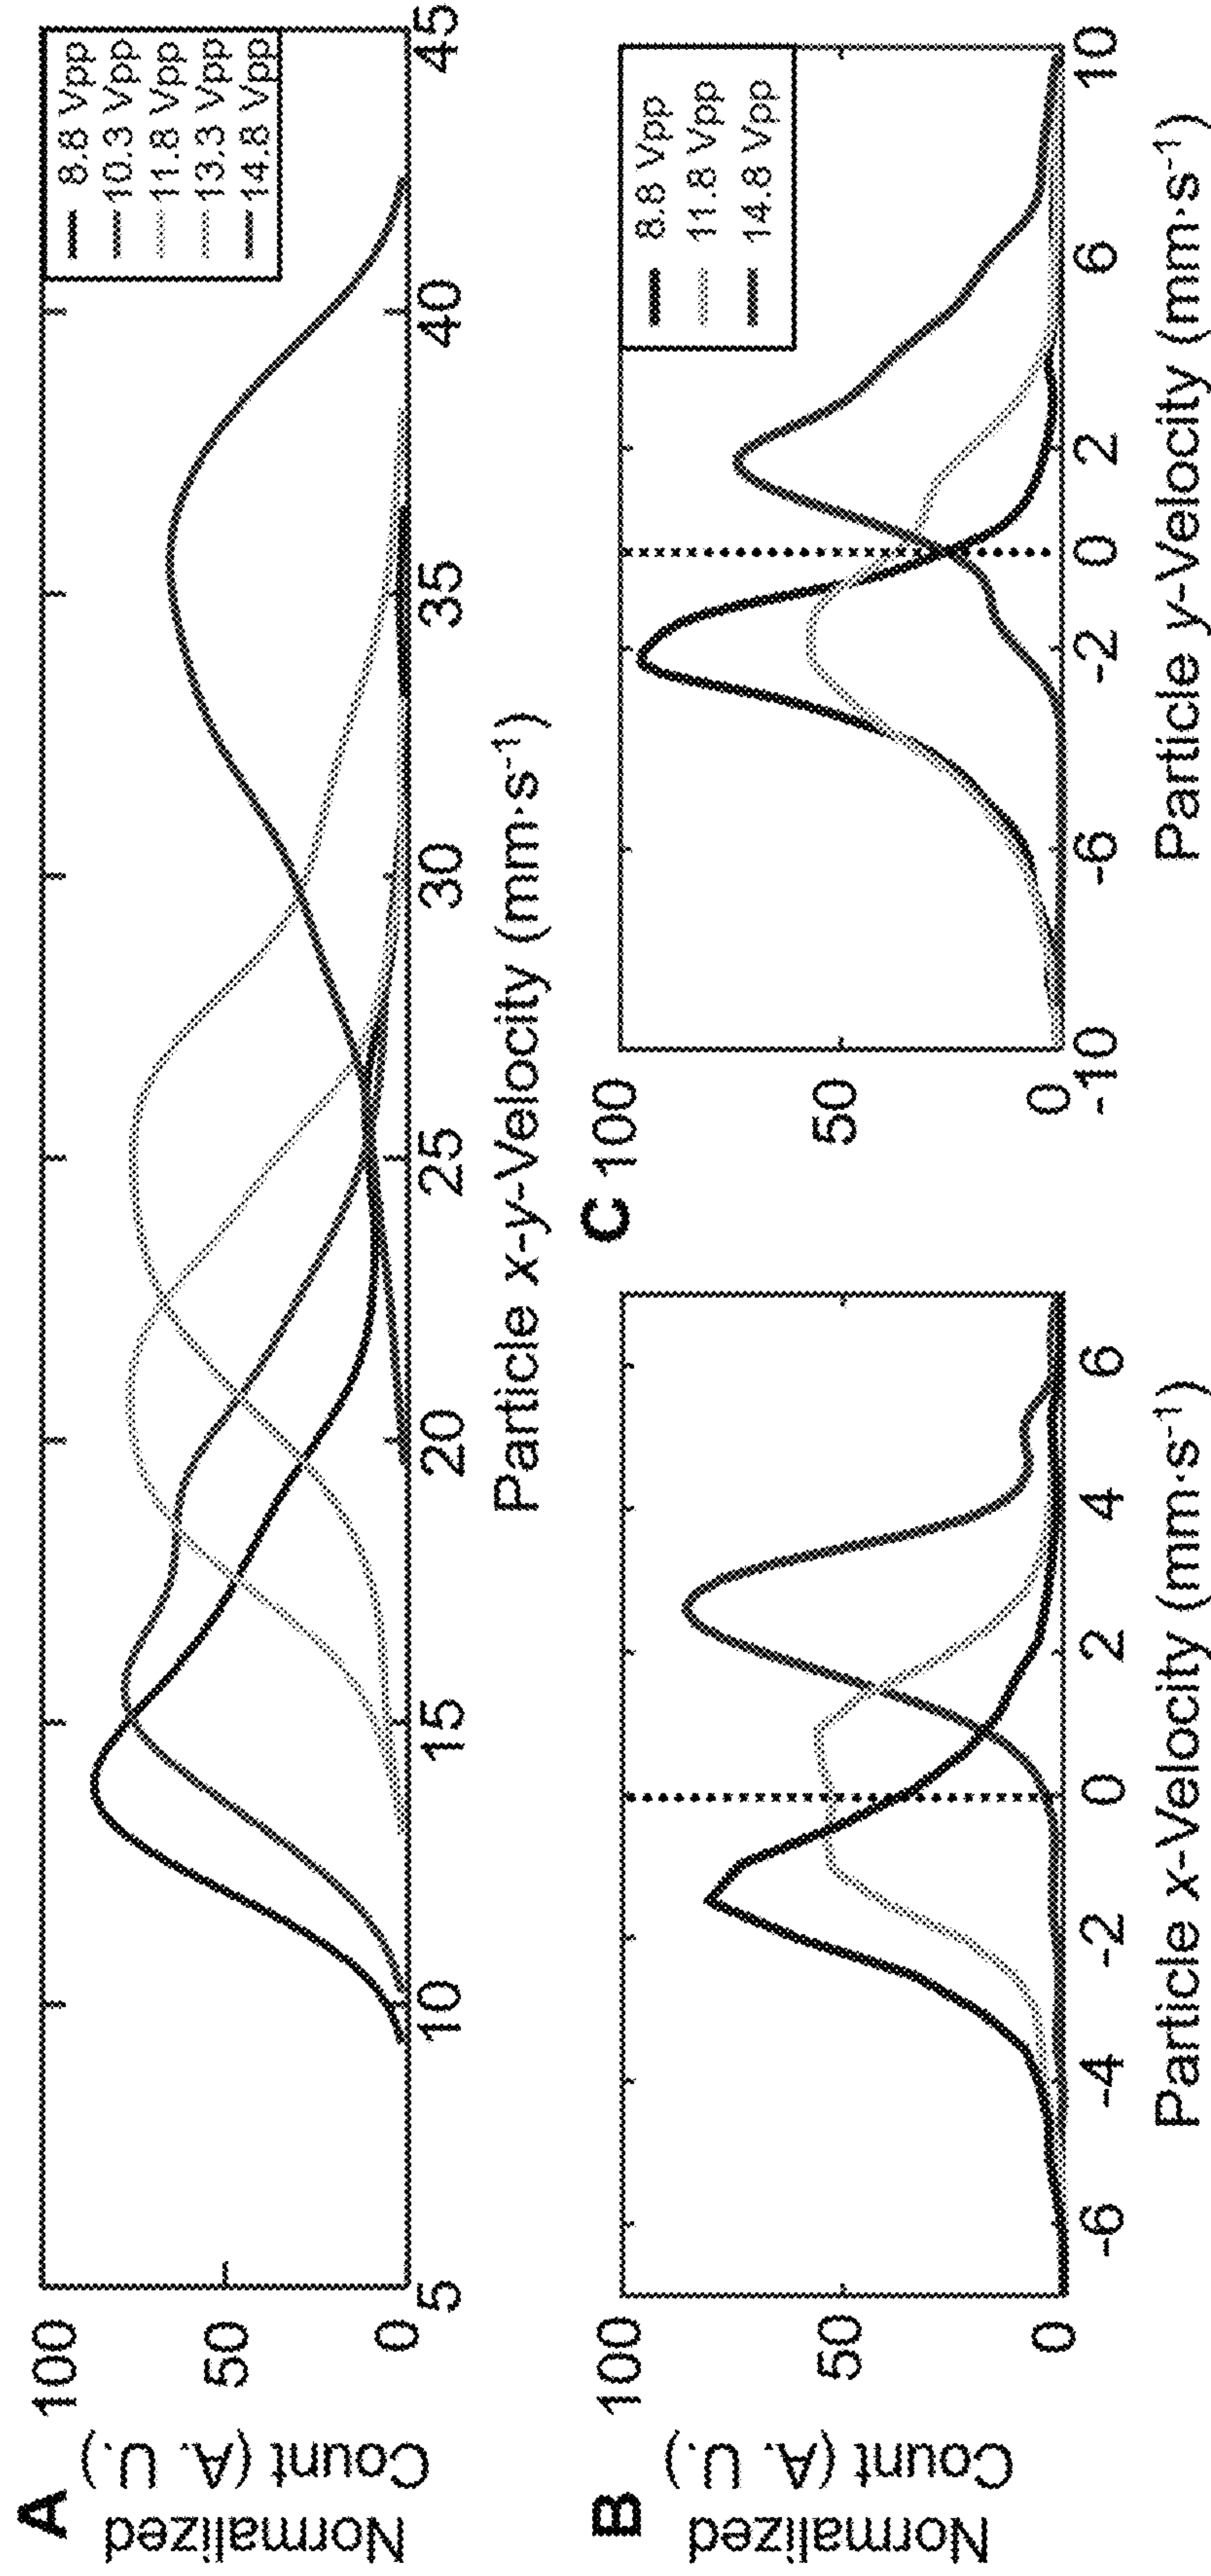 A
Normalized
Count (A. U.)
100
50
0
5
10
15
20
25
30
35
40
45
8.8 Vpp
10.3 Vpp
11.8 Vpp
13.3 Vpp
14.8 Vpp
Particle x-y-Velocity (mm·s⁻¹)
B
Normalized
Count (A. U.)
100
50
0
-6
-4
-2
0
2
4
6
Particle x-Velocity (mm·s⁻¹)
C
100
50
0
-10
-6
-2
0
2
6
10
8.8 Vpp
11.8 Vpp
14.8 Vpp
Particle y-Velocity (mm·s⁻¹)